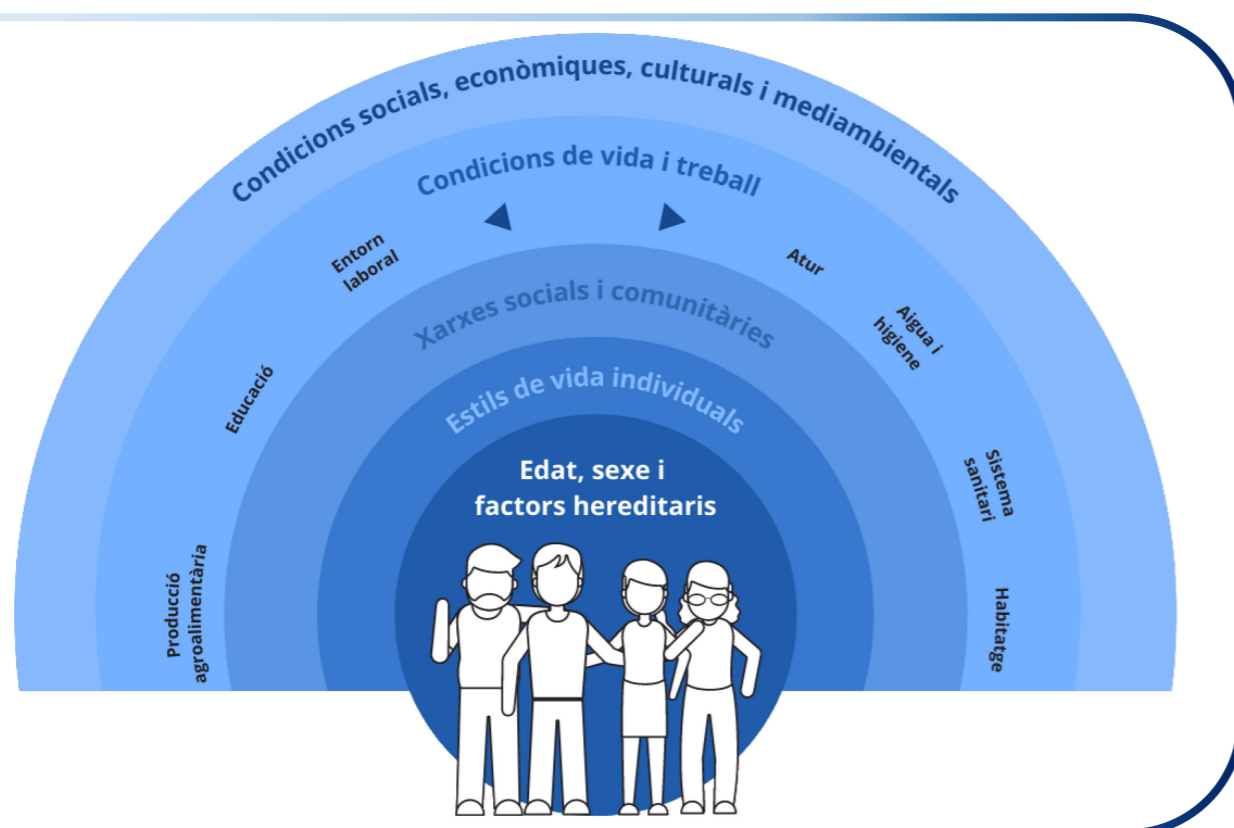 Condicions socials, econòmiques, culturals i mediambientals
Condicions de vida i treball
Entorn
laboral
Atur
Xarxes socials i comunitàries
Aigua i
higiene
Educació
Estils de vida individuals
Sistema
sanitari
Edat, sexe i
factors hereditaris
Producció
agroalimentària
Habitatge